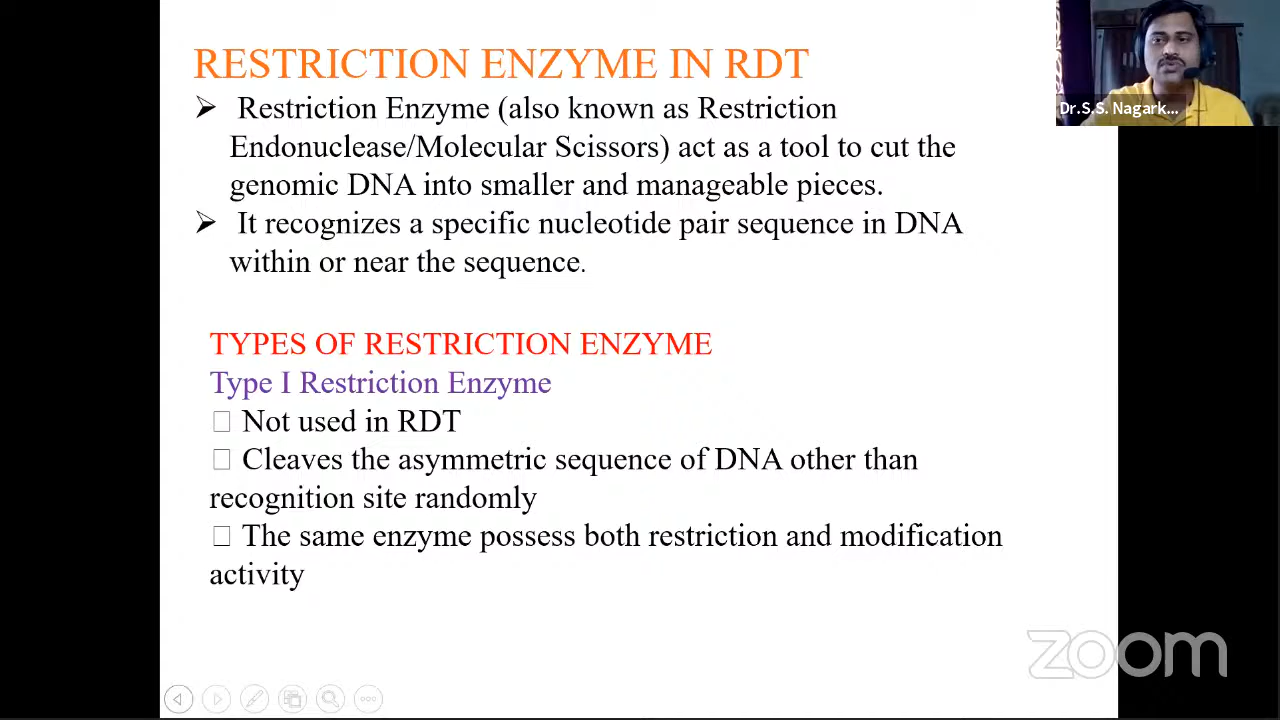 RESTRICTION ENZYME IN RDT
➢ Restriction Enzyme (also known as Restriction
Endonuclease/Molecular Scissors) act as a tool to cut the
genomic DNA into smaller and manageable pieces.
➢ It recognizes a specific nucleotide pair sequence in DNA
within or near the sequence.
TYPES OF RESTRICTION ENZYME
Type I Restriction Enzyme
□ Not used in RDT
□ Cleaves the asymmetric sequence of DNA other than
recognition site randomly
□ The same enzyme possess both restriction and modification
activity
Dr.S.S. Nagark...
zoom